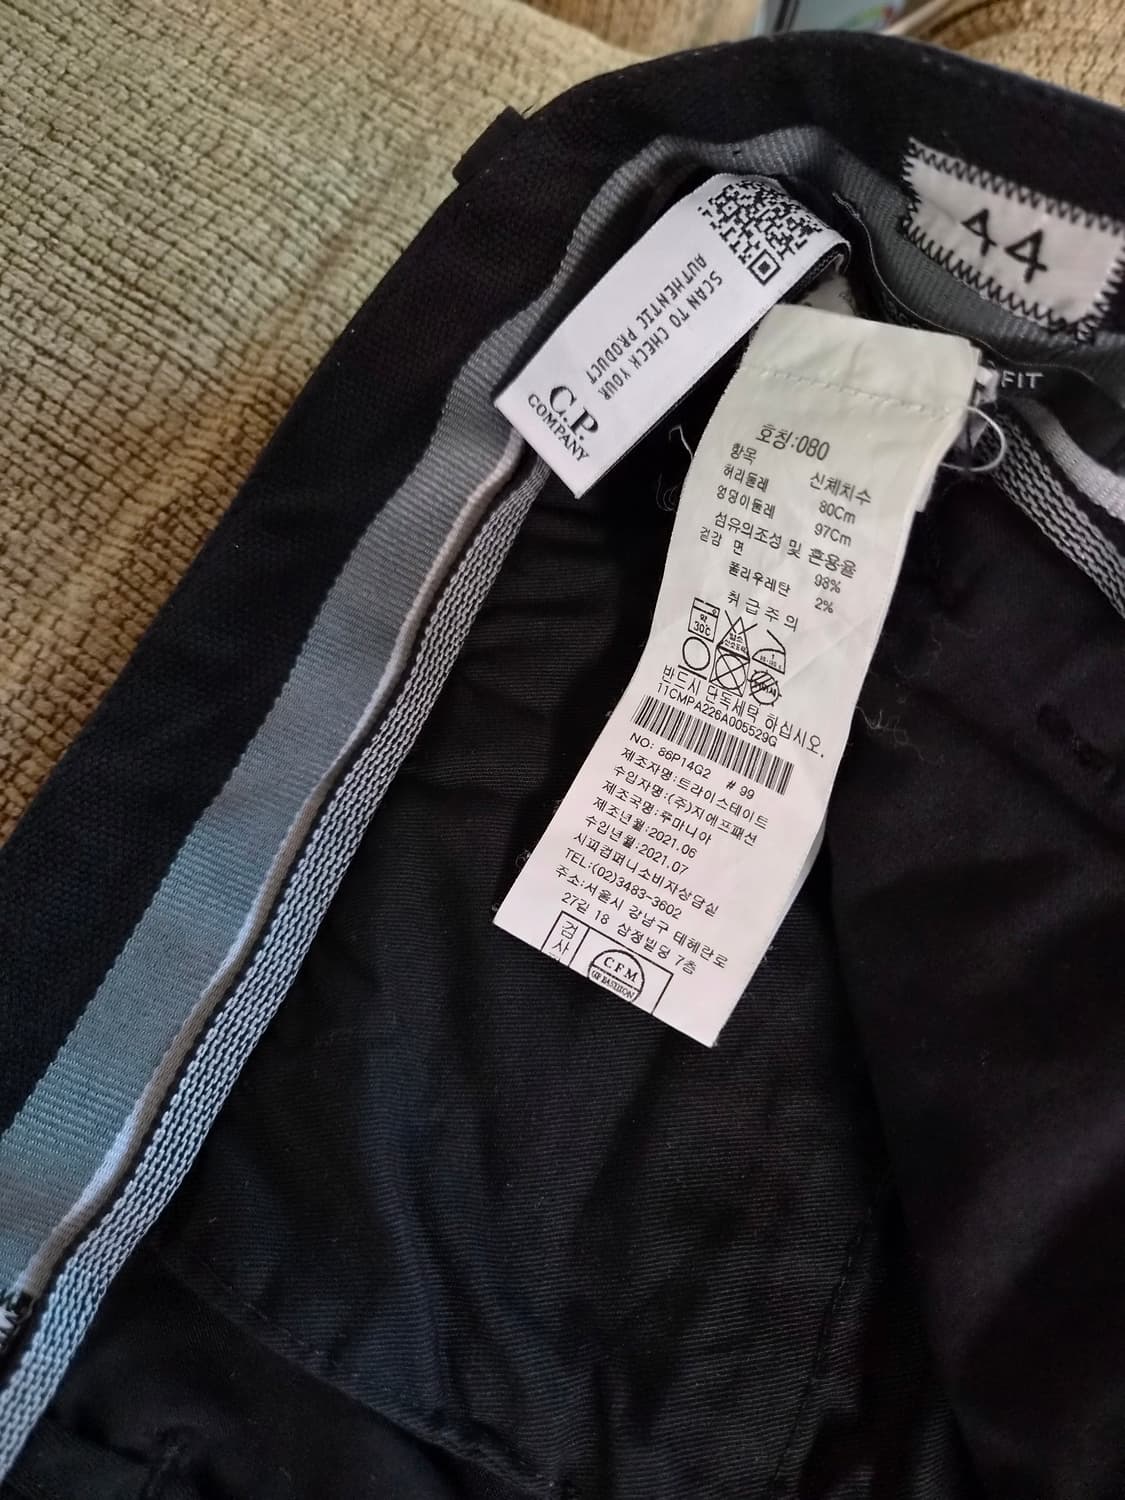 44
FIT
SCAN TO CHECK YOUR
AUTHENTIC PRODUCT
C.P.
COMPANY
호칭:080
항목 신체치수
허리둘레 80Cm
엉덩이둘레 97Cm
섬유의조성 및 혼용율
겉감 면 98%
폴리우레탄 2%
취급주의
약
30℃
반드시 단독세탁 하십시오.
11CMPA226A005529G
NO: 86P14G2 # 99
제조자명:트라이스테이트
수입자명:(주)지에프패션
제조국명:루마니아
제조년월:2021.06
수입년월:2021.07
시피컴퍼니소비자상담실
TEL:(02)3483-3602
주소:서울시 강남구 테헤란로
27길 18 삼정빌딩 7층
검사
C F M
GF FASHION